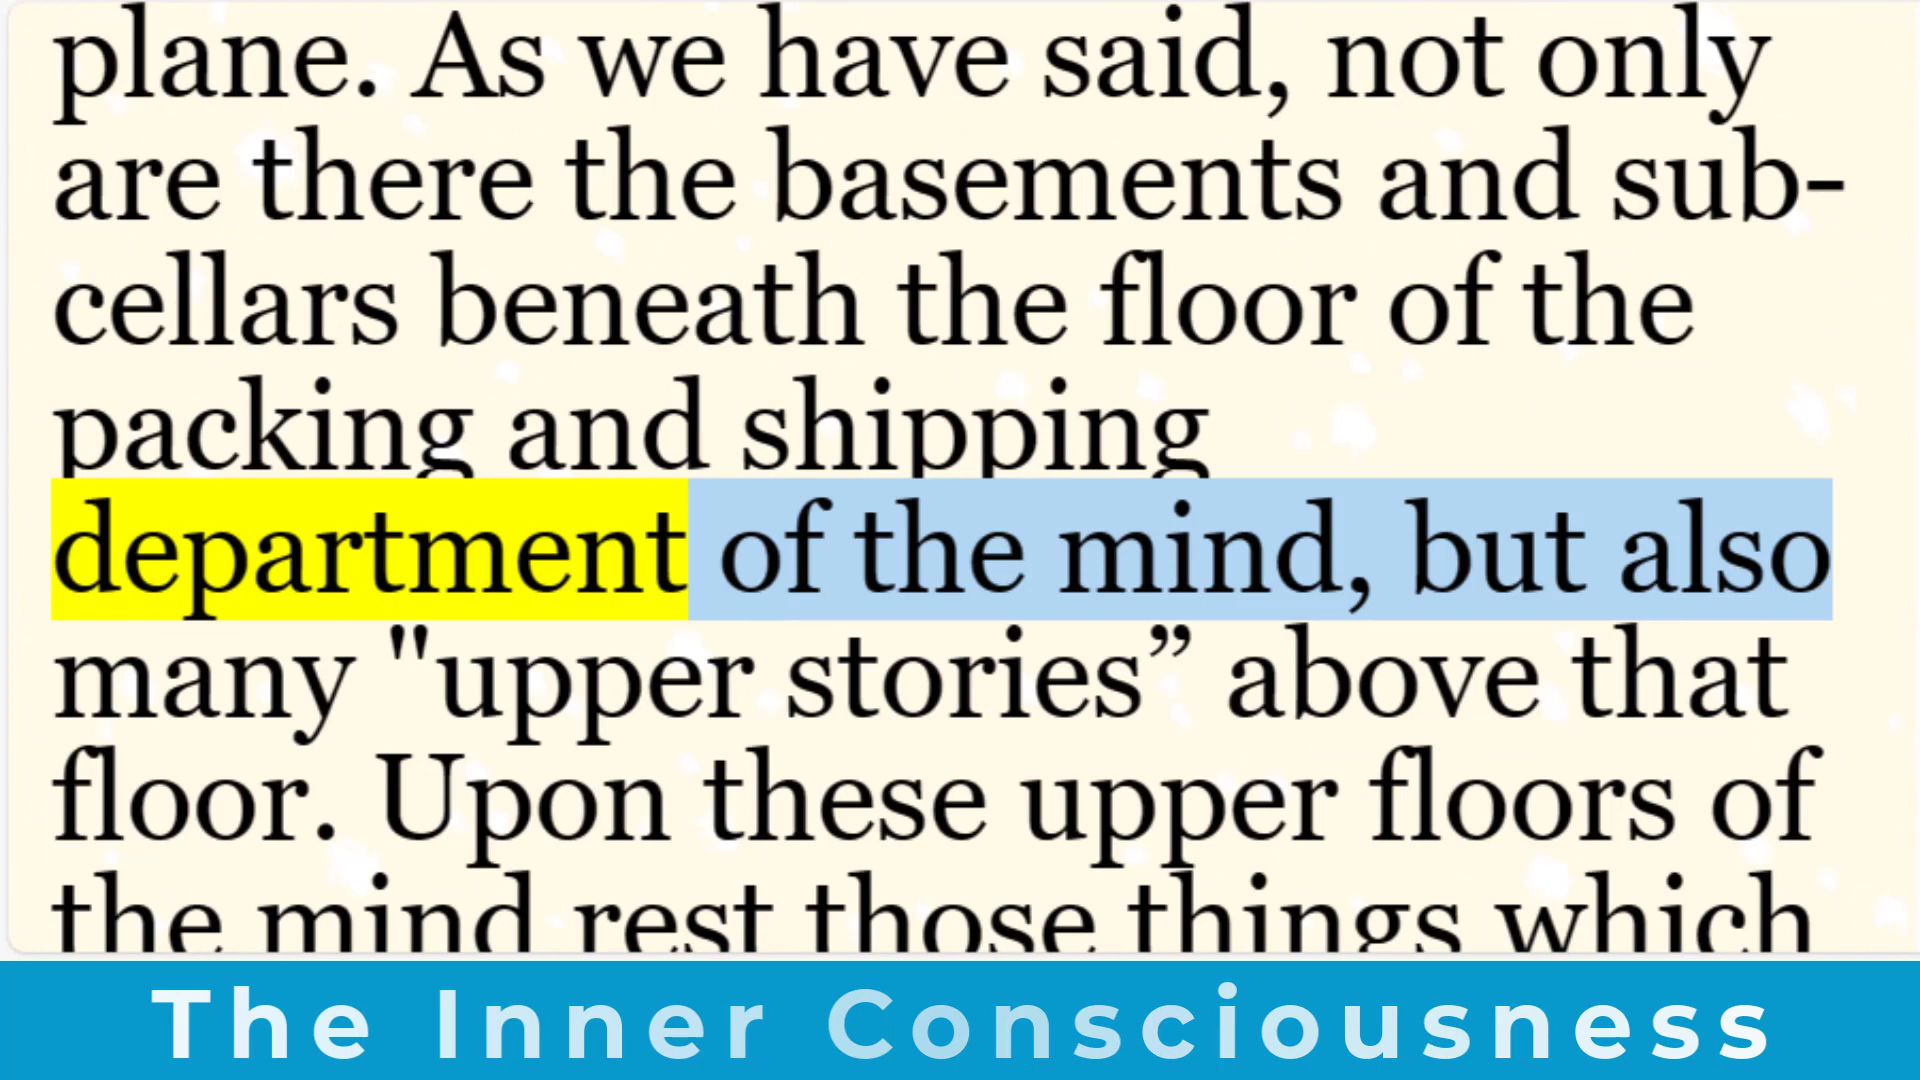 plane. As we have said, not only
are there the basements and sub-
cellars beneath the floor of the
packing and shipping
department of the mind, but also
many "upper stories” above that
floor. Upon these upper floors of
the mind rest those things which
The Inner Consciousness